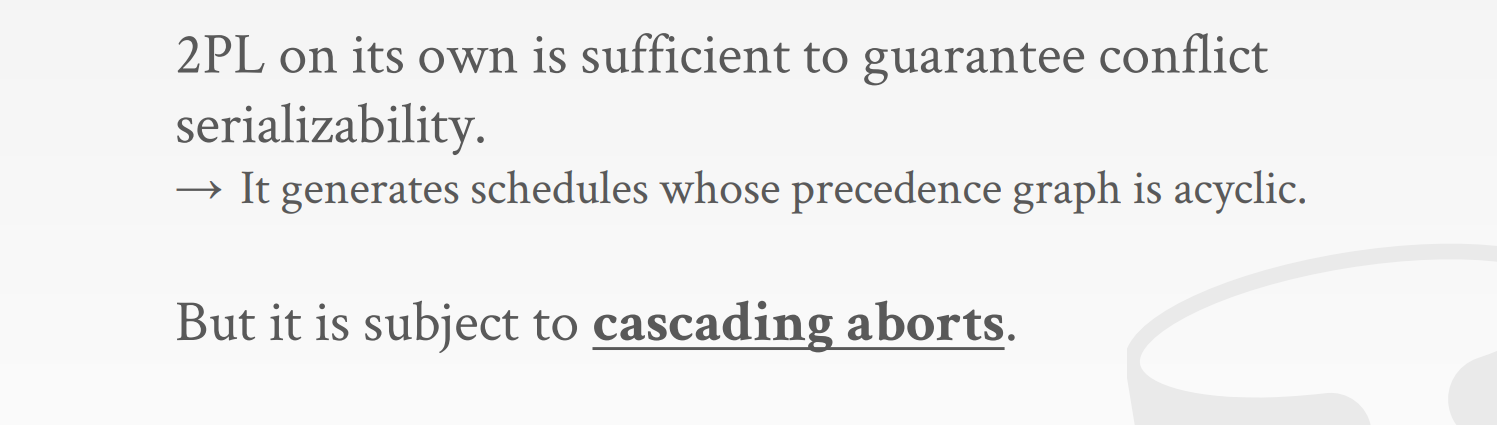 2PL on its own is sufficient to guarantee conflict
serializability.
→ It generates schedules whose precedence graph is acyclic.
But it is subject to cascading aborts.